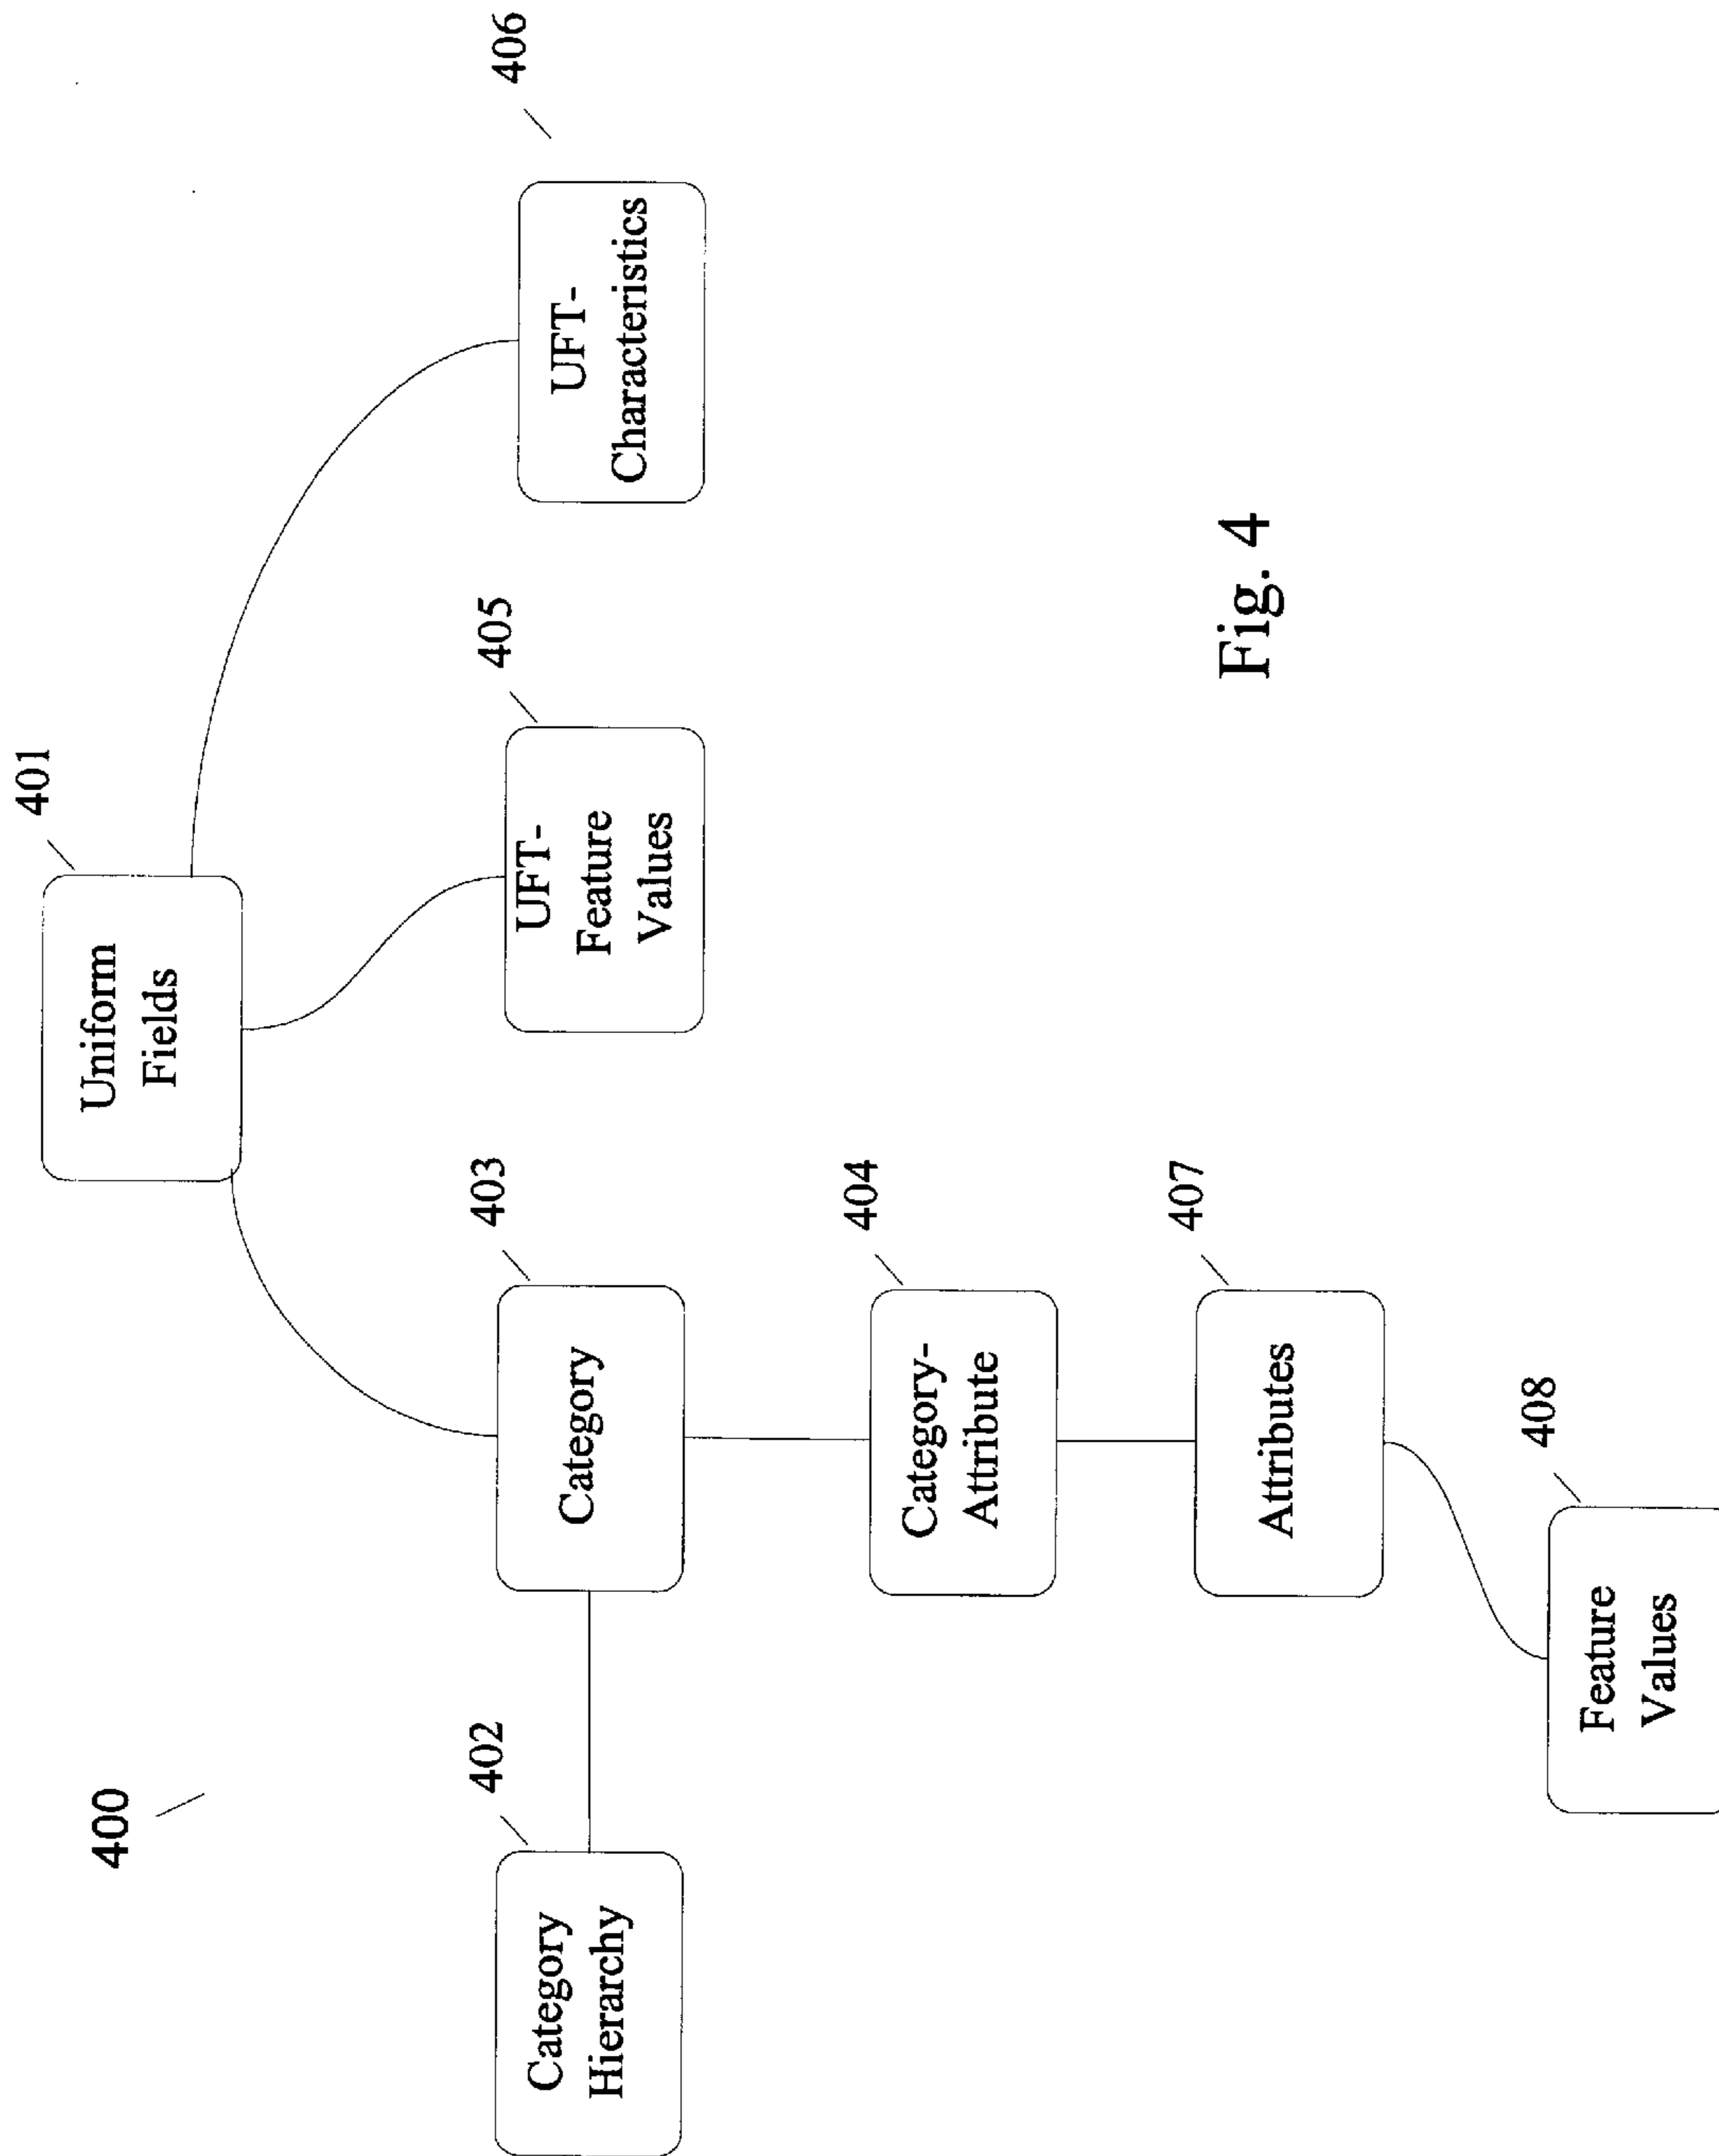 400
401
Uniform
Fields
402
Category
Hierarchy
403
Category
405
UFT-
Feature
Values
406
UFT-
Characteristics
404
Category-
Attribute
407
Attributes
408
Feature
Values
Fig. 4